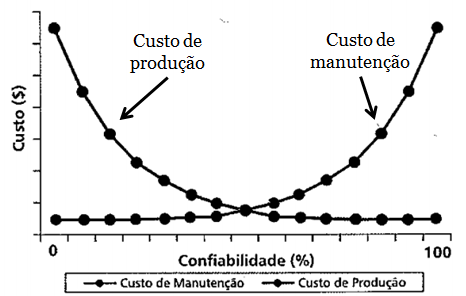 Custo de
produção
Custo de
manutenção
Custo ($)
0
100
Confiabilidade (%)
Custo de Manutenção
Custo de Produção